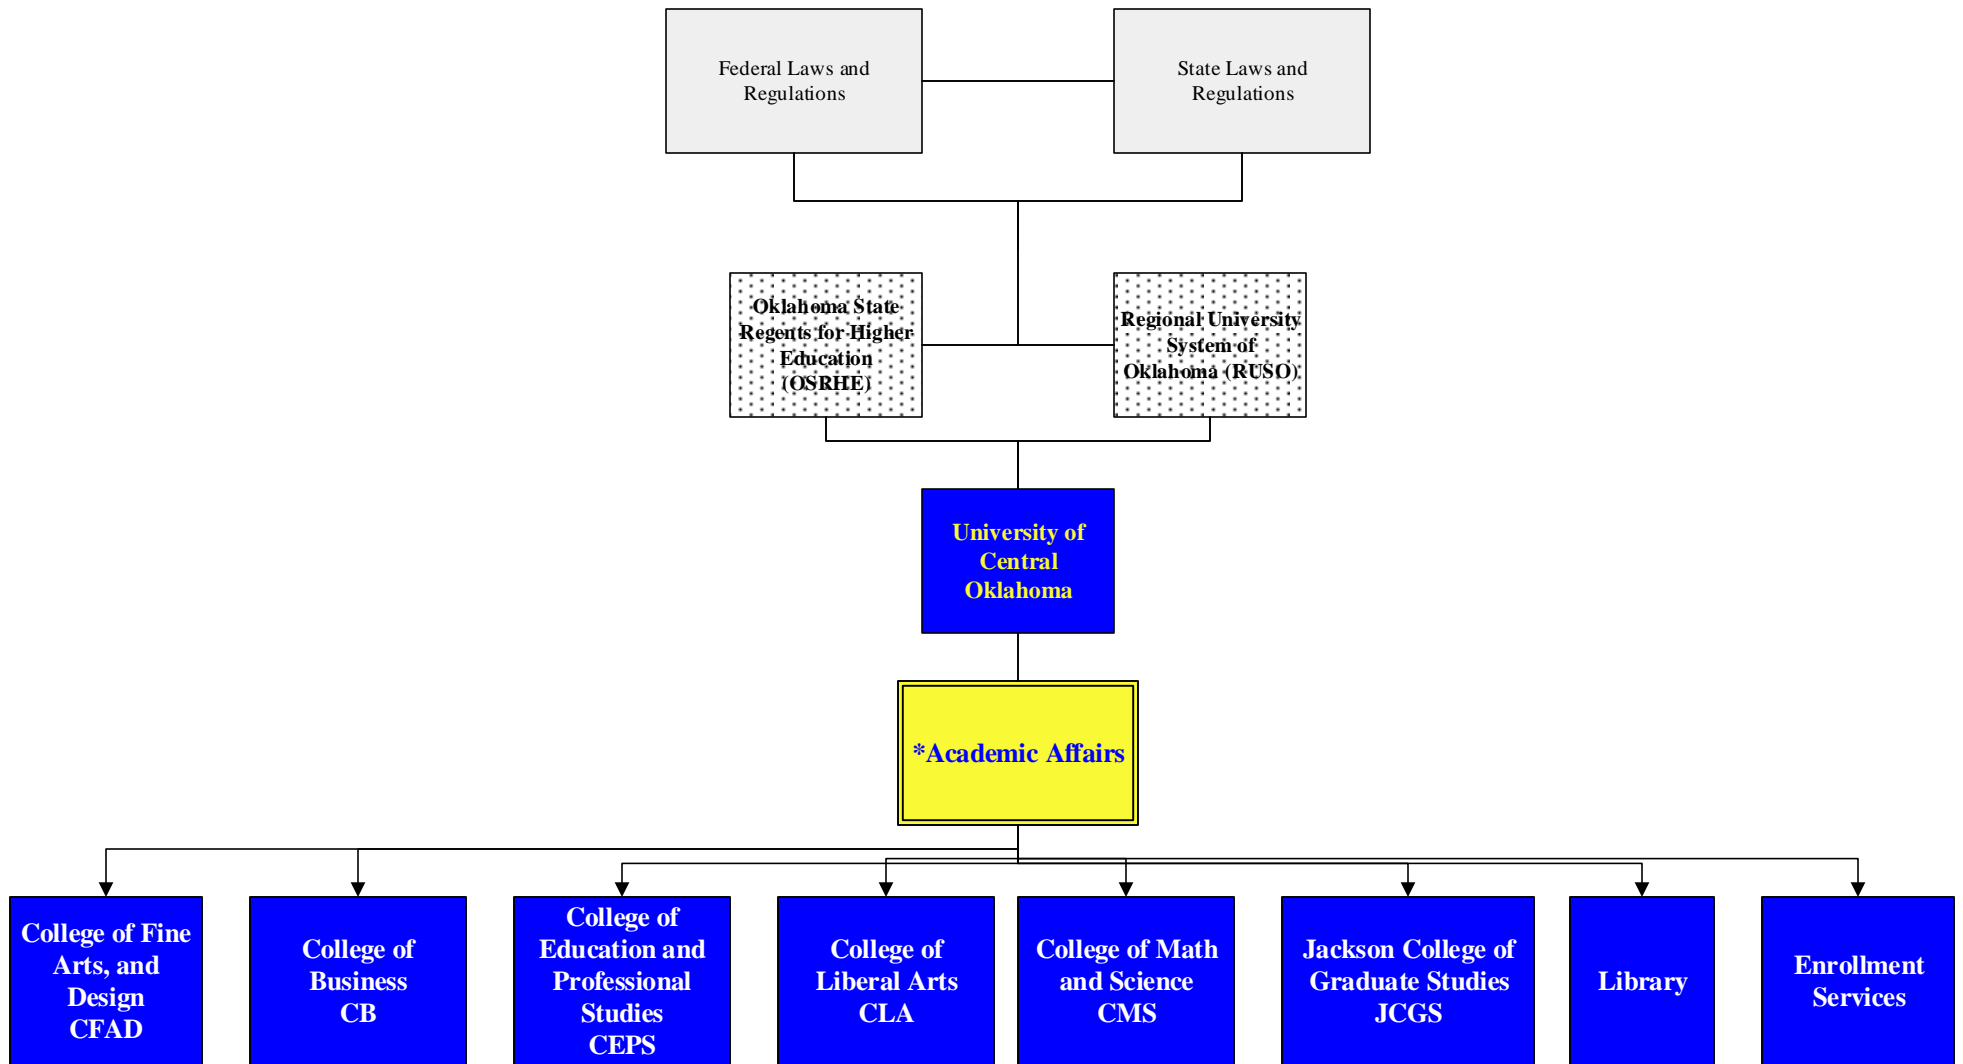 Federal Laws and
Regulations
State Laws and
Regulations
Oklahoma State
Regents for Higher
Education
(OSRHE)
Regional University
System of
Oklahoma (RUSO)
University of
Central
Oklahoma
*Academic Affairs
College of Fine
Arts, and
Design
CFAD
College of
Business
CB
College of
Education and
Professional
Studies
CEPS
College of
Liberal Arts
CLA
College of Math
and Science
CMS
Jackson College of
Graduate Studies
JCGS
Library
Enrollment
Services